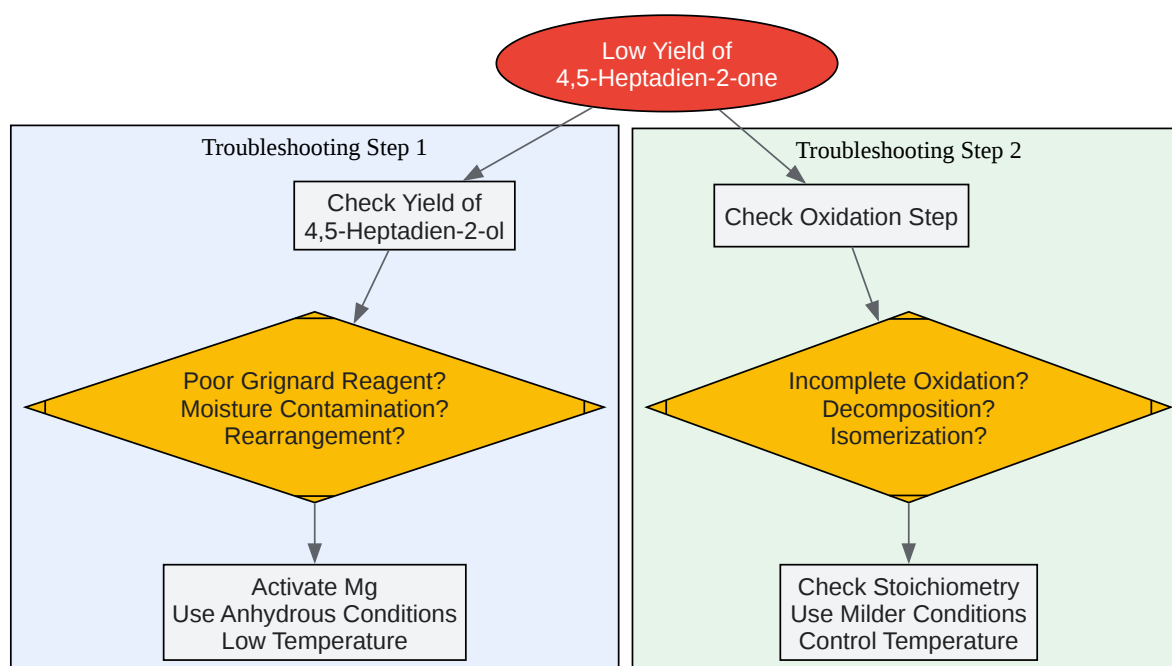 Low Yield of
4,5-Heptadien-2-one
Troubleshooting Step 1
Check Yield of
4,5-Heptadien-2-ol
Poor Grignard Reagent?
Moisture Contamination?
Rearrangement?
Activate Mg
Use Anhydrous Conditions
Low Temperature
Troubleshooting Step 2
Check Oxidation Step
Incomplete Oxidation?
Decomposition?
Isomerization?
Check Stoichiometry
Use Milder Conditions
Control Temperature